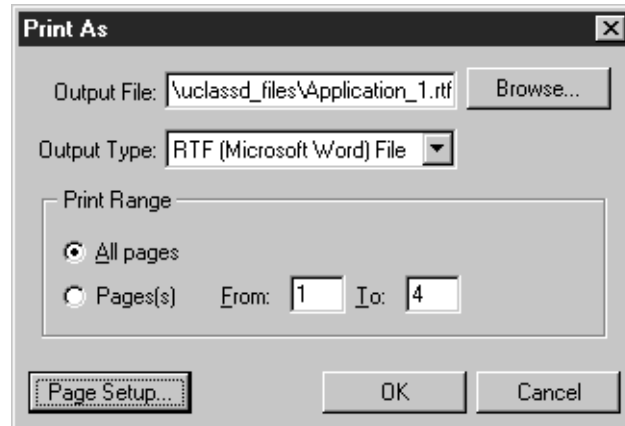 Print As
Output File: \uclassd_files\Application_1.rtf Browse...
Output Type: RTF (Microsoft Word) File
Print Range
All pages
Pages(s) From: 1 To: 4
Page Setup... OK Cancel